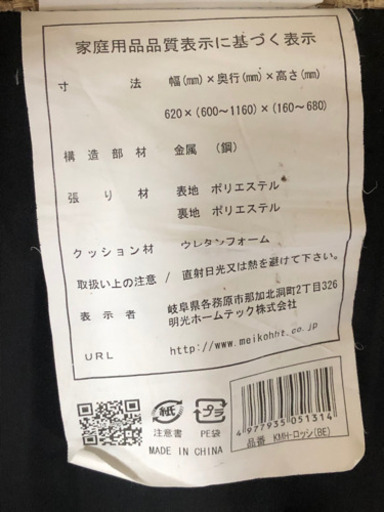 家庭用品品質表示に基づく表示
寸法 幅(mm)×奥行(mm)×高さ(mm)
620×(600～1160)×(160～680)
構造部材 金属 (鋼)
張り材 表地 ポリエステル
裏地 ポリエステル
クッション材 ウレタンフォーム
取扱い上の注意／直射日光又は熱を避けて下さい。
表示者 岐阜県各務原市那加北洞町2丁目326
明光ホームテック株式会社
URL http://www.meikohht.co.jp
紙 プラ
注意書 PE袋
MADE IN CHINA
4977935051314
品番 KMH-ロッシ(BE)